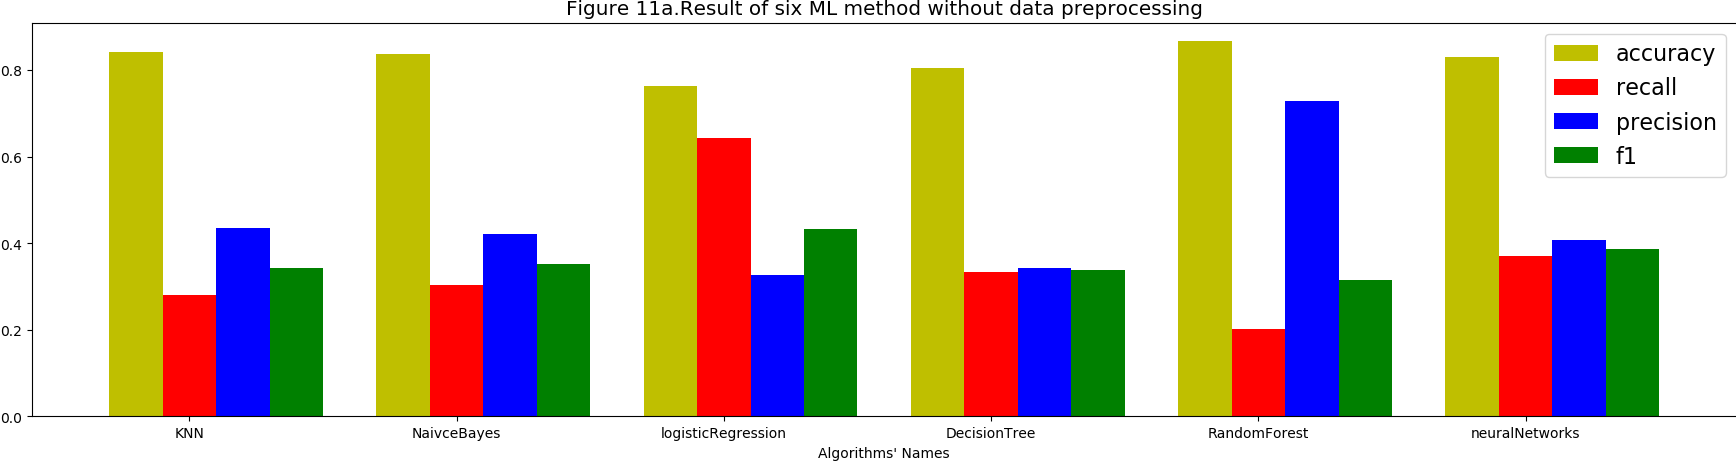 Figure 11a.Result of six ML method without data preprocessing
accuracy
recall
precision
f1
0.8
0.6
0.4
0.2
0.0
KNN NaivceBayes logisticRegression DecisionTree RandomForest neuralNetworks
Algorithms' Names